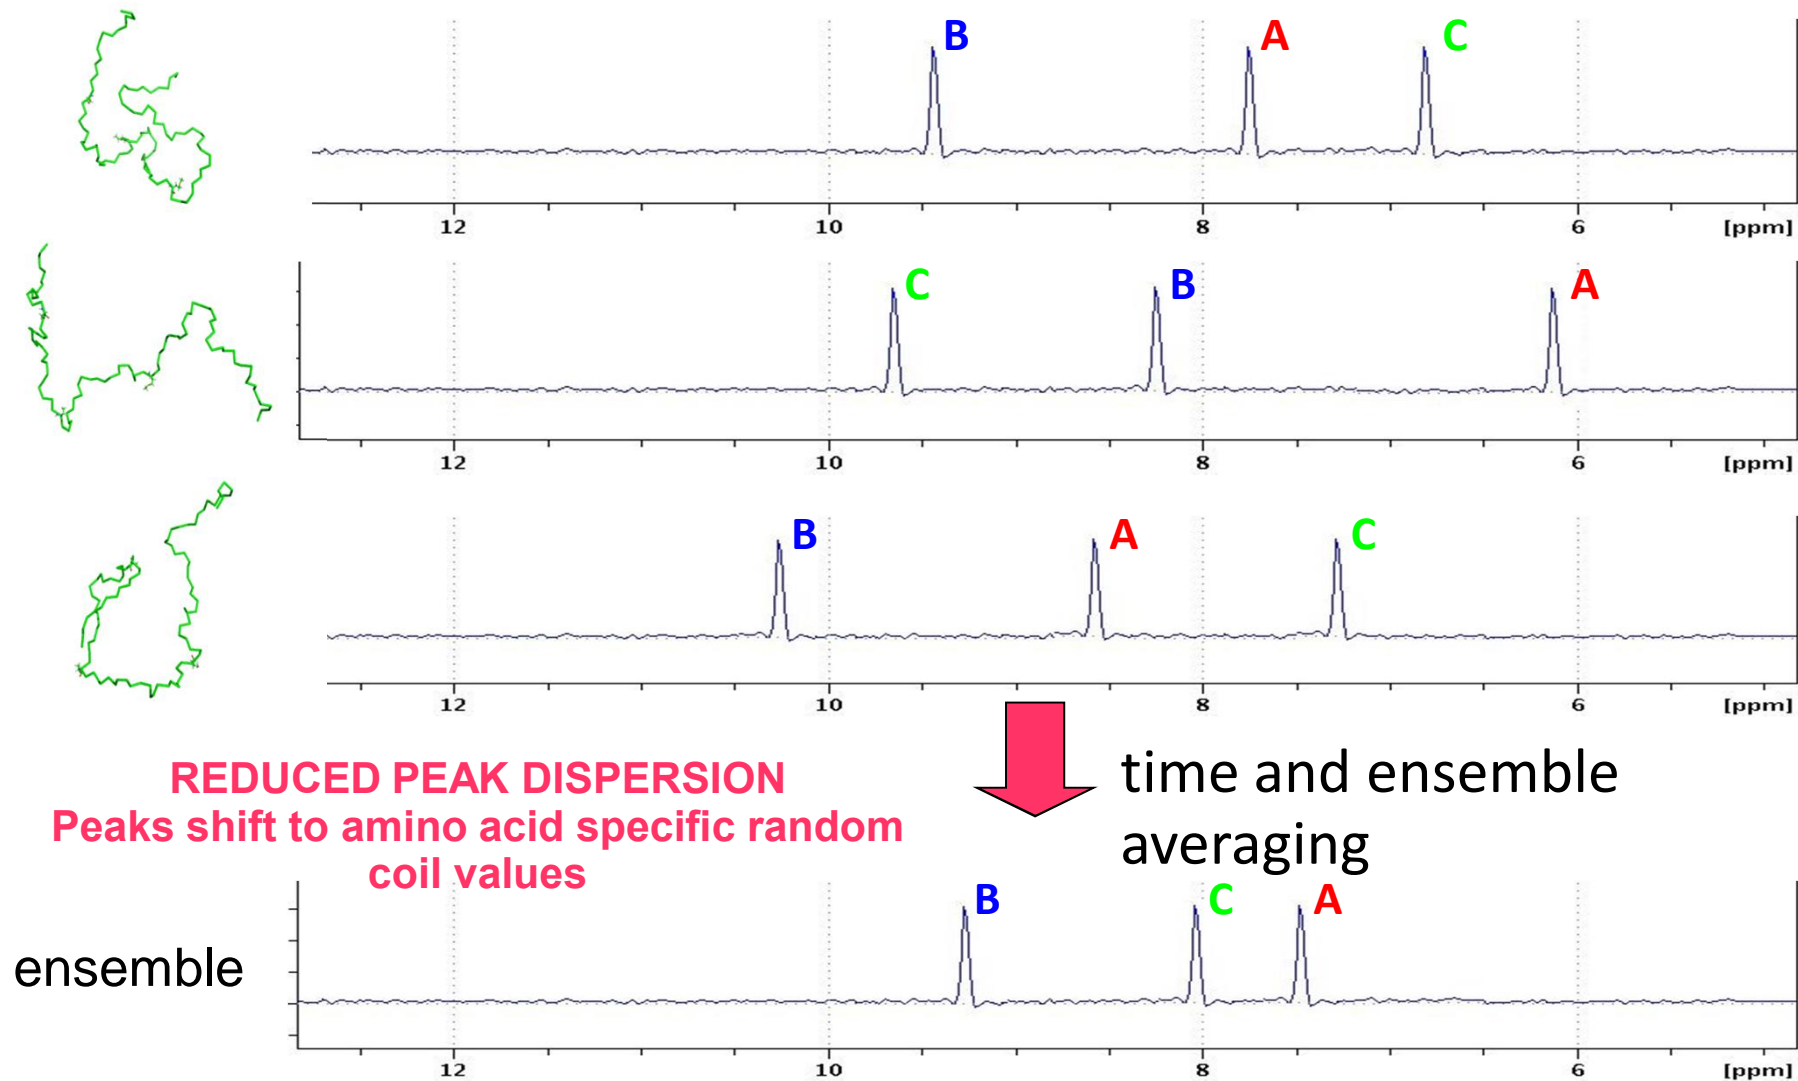 B A C
12 10 8 6 [ppm]
C B A
12 10 8 6 [ppm]
B A C
12 10 8 6 [ppm]
REDUCED PEAK DISPERSION
Peaks shift to amino acid specific random
coil values
time and ensemble
averaging
B C A
ensemble
12 10 8 6 [ppm]